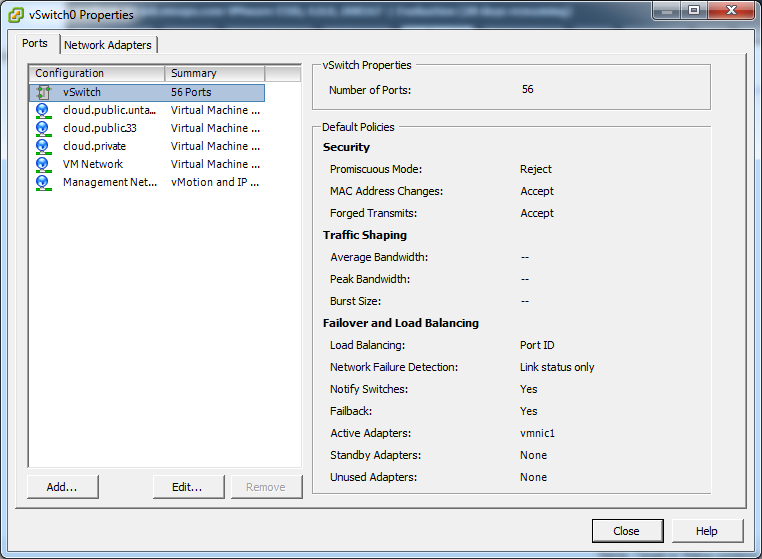 vSwitch0 Properties
Ports
Network Adapters
Configuration Summary
vSwitch 56 Ports
cloud.public.unta... Virtual Machine ...
cloud.public33 Virtual Machine ...
cloud.private Virtual Machine ...
VM Network Virtual Machine ...
Management Net... vMotion and IP ...
Add... Edit... Remove
vSwitch Properties
Number of Ports: 56
Default Policies
Security
Promiscuous Mode: Reject
MAC Address Changes: Accept
Forged Transmits: Accept
Traffic Shaping
Average Bandwidth: --
Peak Bandwidth: --
Burst Size: --
Failover and Load Balancing
Load Balancing: Port ID
Network Failure Detection: Link status only
Notify Switches: Yes
Failback: Yes
Active Adapters: vmnic1
Standby Adapters: None
Unused Adapters: None
Close Help